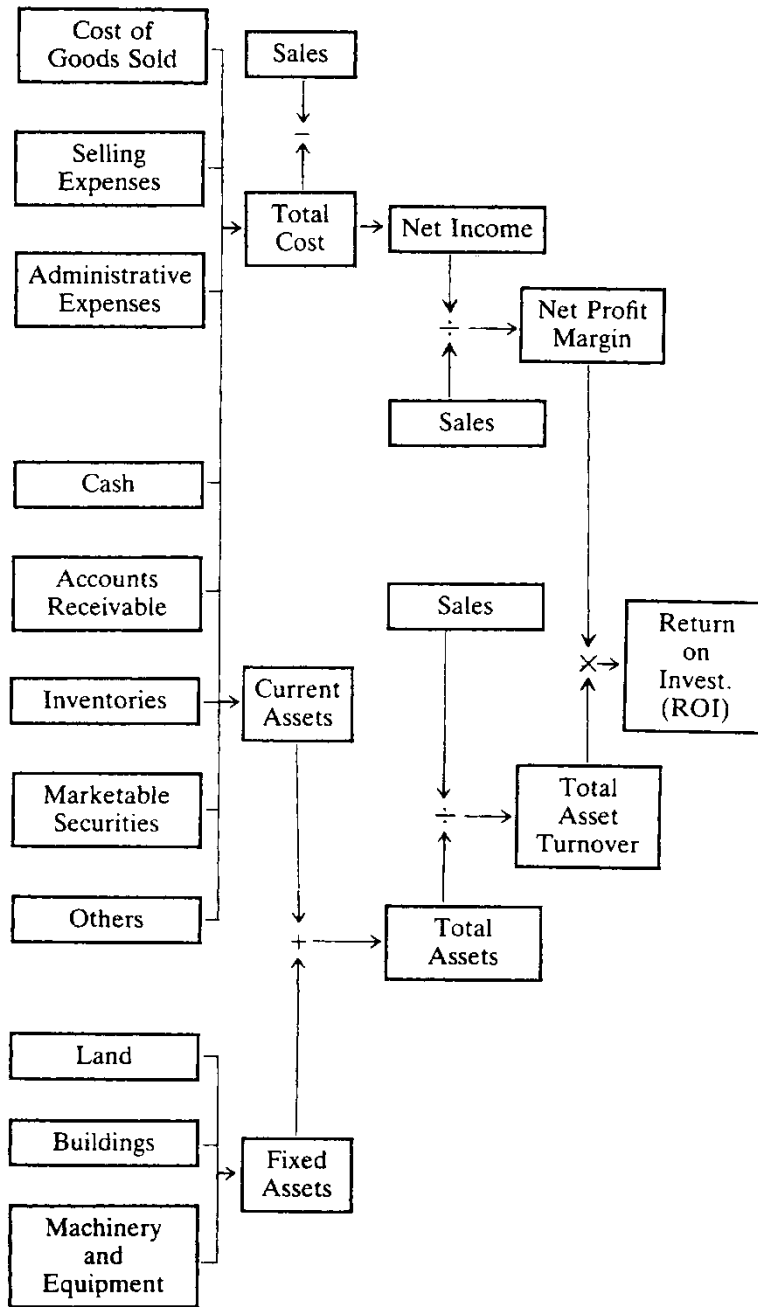 Cost of
Goods Sold
Sales
−
Selling
Expenses
Total
Cost
Net Income
Administrative
Expenses
÷
Net Profit
Margin
Sales
Cash
Accounts
Receivable
Sales
Return
on
Invest.
(ROI)
×
Inventories
Current
Assets
Marketable
Securities
÷
Total
Asset
Turnover
Others
+
Total
Assets
Land
Buildings
Fixed
Assets
Machinery
and
Equipment